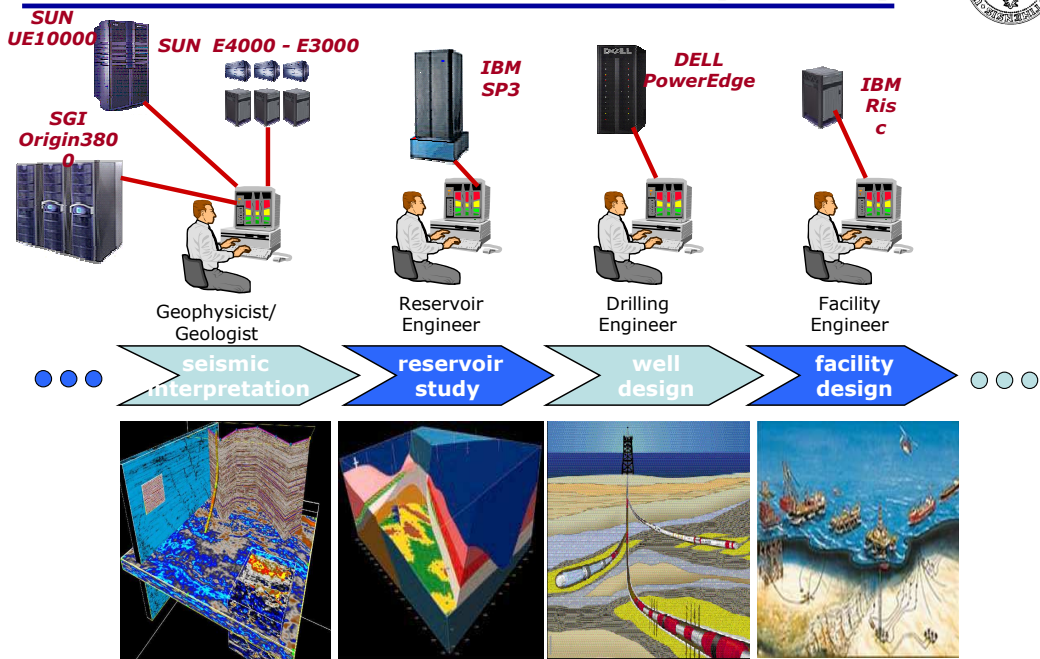 SUN
UE10000
SUN E4000 - E3000
SGI
Origin380
0
IBM
SP3
DELL
DELL
PowerEdge
IBM
Ris
c
Geophysicist/
Geologist
Reservoir
Engineer
Drilling
Engineer
Facility
Engineer
seismic
interpretation
reservoir
study
well
design
facility
design